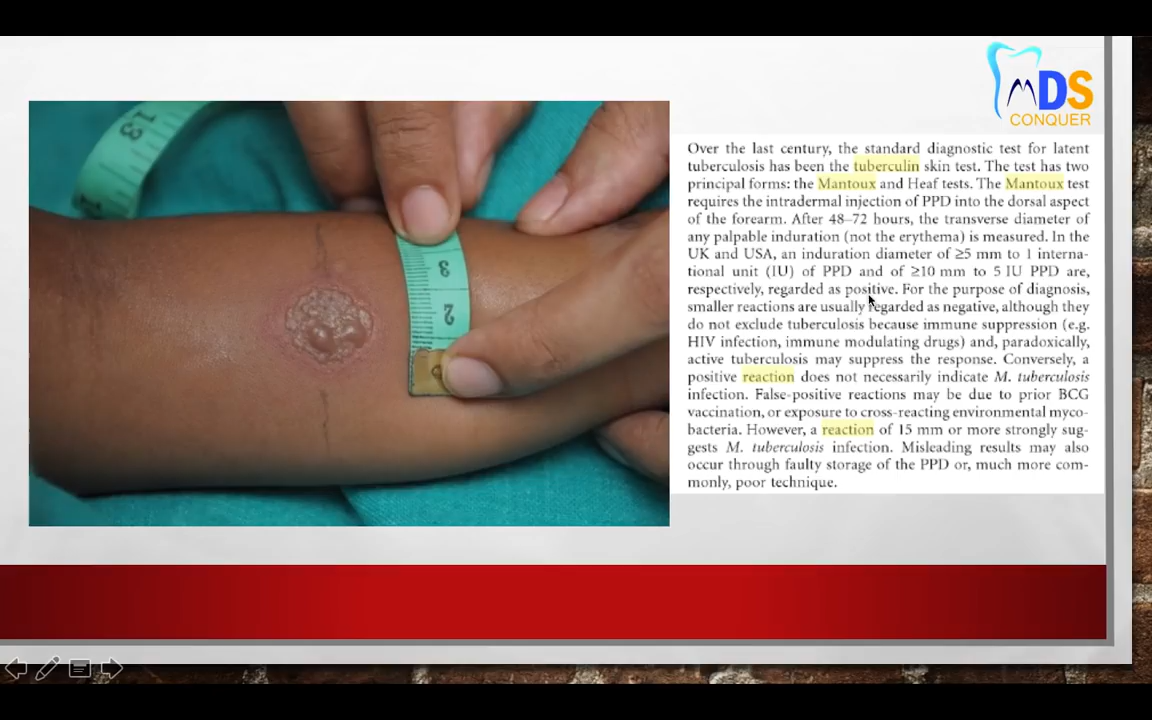 MDS
CONQUER
13
3
2
Over the last century, the standard diagnostic test for latent
tuberculosis has been the tuberculin skin test. The test has two
principal forms: the Mantoux and Heaf tests. The Mantoux test
requires the intradermal injection of PPD into the dorsal aspect
of the forearm. After 48–72 hours, the transverse diameter of
any palpable induration (not the erythema) is measured. In the
UK and USA, an induration diameter of ≥5 mm to 1 interna-
tional unit (IU) of PPD and of ≥10 mm to 5 IU PPD are,
respectively, regarded as positive. For the purpose of diagnosis,
smaller reactions are usually regarded as negative, although they
do not exclude tuberculosis because immune suppression (e.g.
HIV infection, immune modulating drugs) and, paradoxically,
active tuberculosis may suppress the response. Conversely, a
positive reaction does not necessarily indicate M. tuberculosis
infection. False-positive reactions may be due to prior BCG
vaccination, or exposure to cross-reacting environmental myco-
bacteria. However, a reaction of 15 mm or more strongly sug-
gests M. tuberculosis infection. Misleading results may also
occur through faulty storage of the PPD or, much more com-
monly, poor technique.